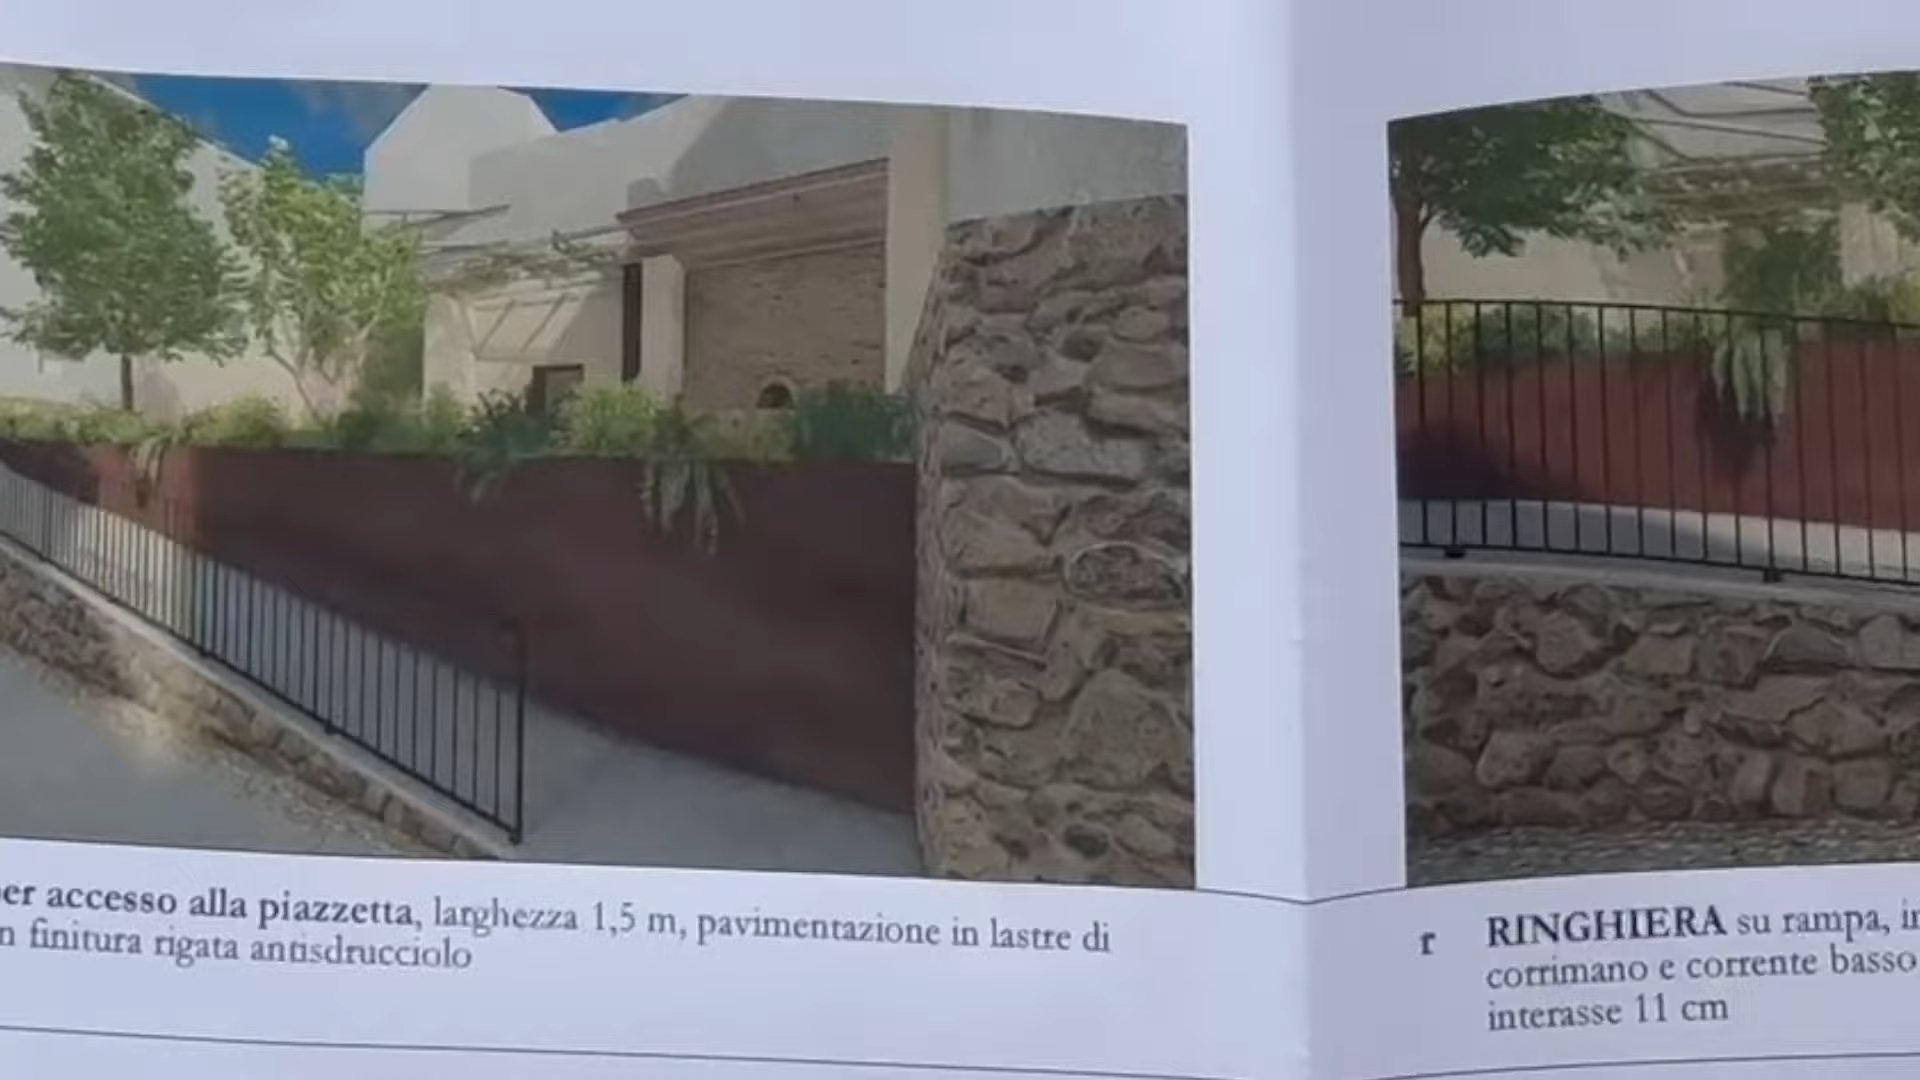 er accesso alla piazzetta, larghezza 1,5 m, pavimentazione in lastre di
n finitura rigata antisdrucciolo
r RINGHIERA su rampa, in
corrimano e corrente basso
interasse 11 cm